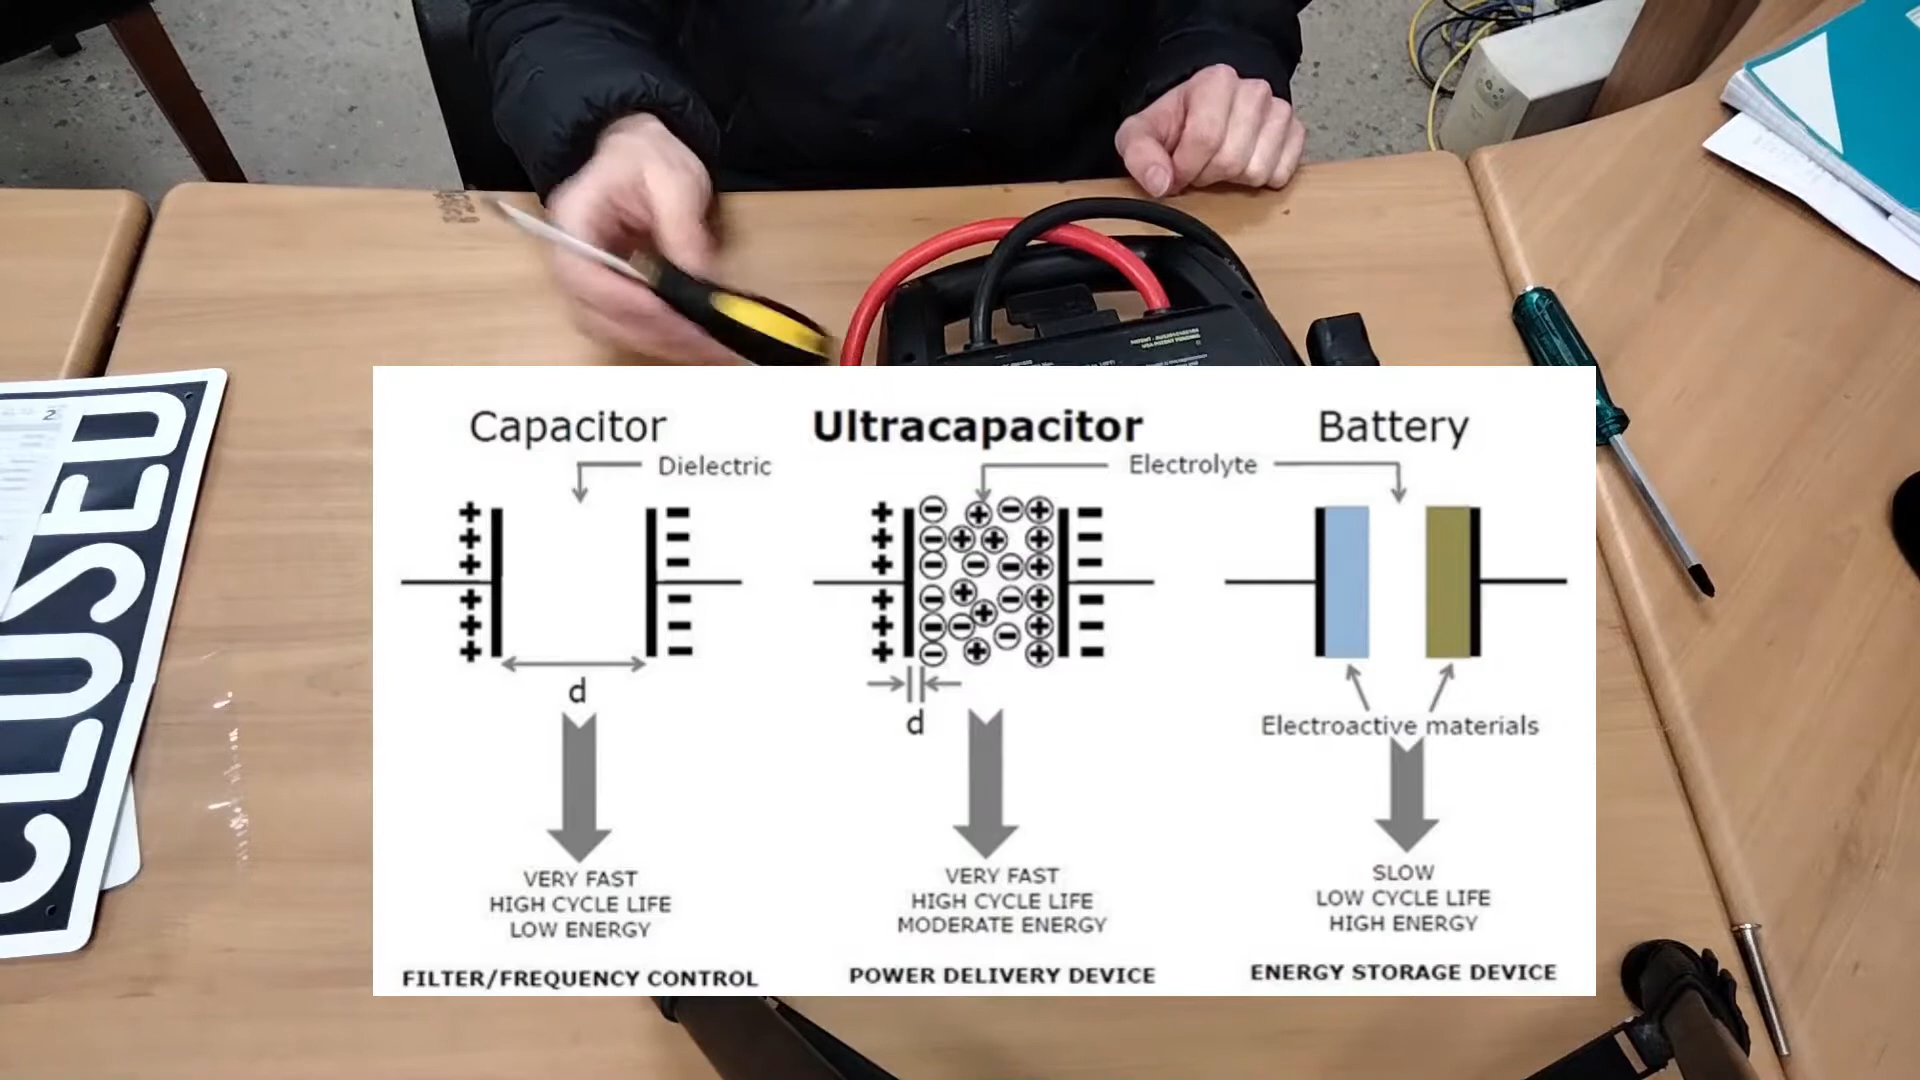 CLOSED
2
Capacitor
Ultracapacitor
Battery
Dielectric
Electrolyte
d
d
Electroactive materials
VERY FAST
HIGH CYCLE LIFE
LOW ENERGY
VERY FAST
HIGH CYCLE LIFE
MODERATE ENERGY
SLOW
LOW CYCLE LIFE
HIGH ENERGY
FILTER/FREQUENCY CONTROL
POWER DELIVERY DEVICE
ENERGY STORAGE DEVICE